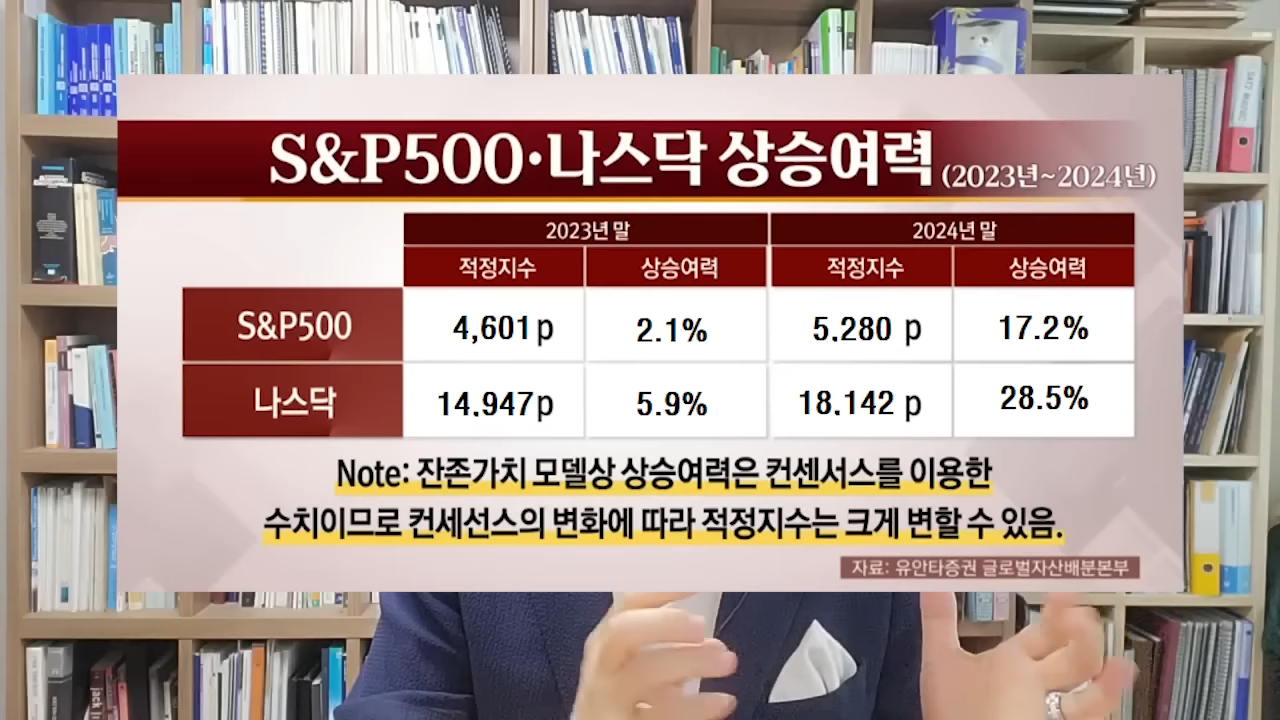 S&P500·나스닥 상승여력 (2023년~2024년)
2023년 말 2024년 말
적정지수 상승여력 적정지수 상승여력
S&P500 4,601p 2.1% 5.280 p 17.2%
나스닥 14.947p 5.9% 18.142 p 28.5%
Note: 잔존가치 모델상 상승여력은 컨센서스를 이용한
수치이므로 컨세선스의 변화에 따라 적정지수는 크게 변할 수 있음.
자료: 유안타증권 글로벌자산배분본부